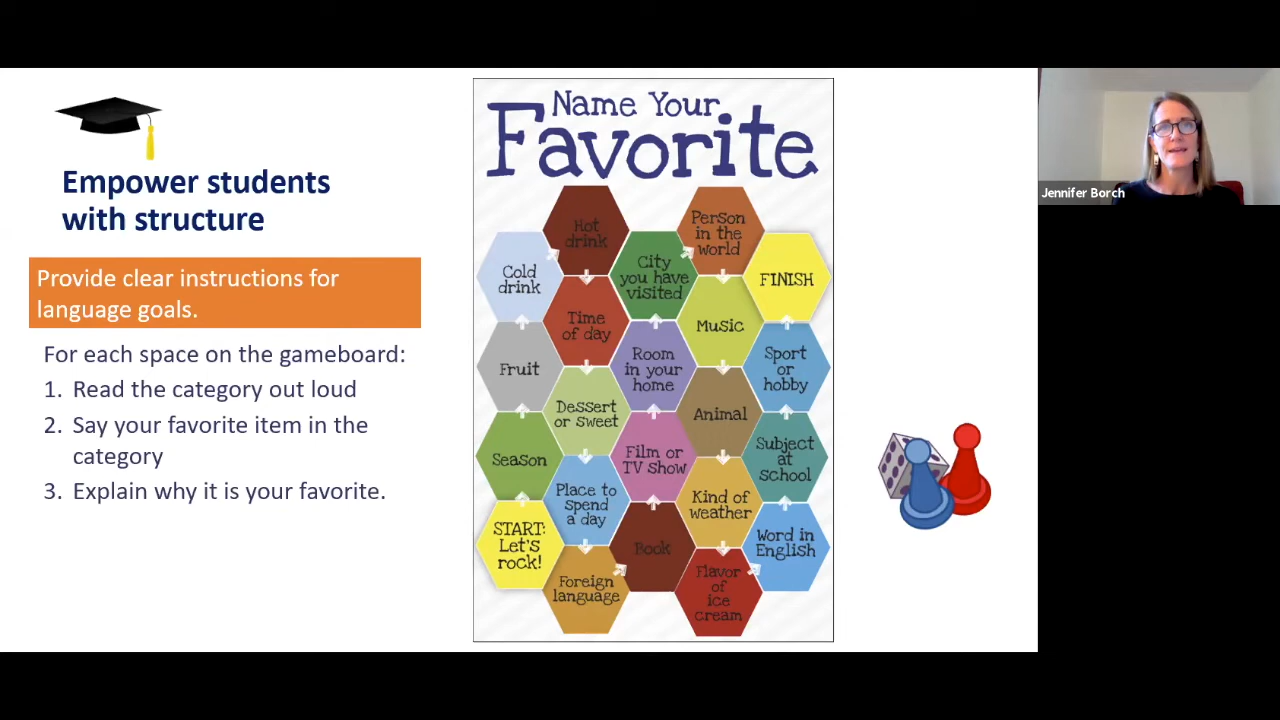 Empower students
with structure
Provide clear instructions for
language goals.
For each space on the gameboard:
1. Read the category out loud
2. Say your favorite item in the
category
3. Explain why it is your favorite.
Name Your
Favorite
START:
Let's
rock!
Season
Fruit
Cold
drink
Hot
drink
Time
of day
Dessert
or sweet
Place to
spend
a day
Foreign
language
Book
Film or
TV show
Room
in your
home
City
you have
visited
Person
in the
world
Music
Animal
Kind of
weather
Flavor
of
ice
cream
Word in
English
Subject
at
school
Sport
or
hobby
FINISH
Jennifer Borch